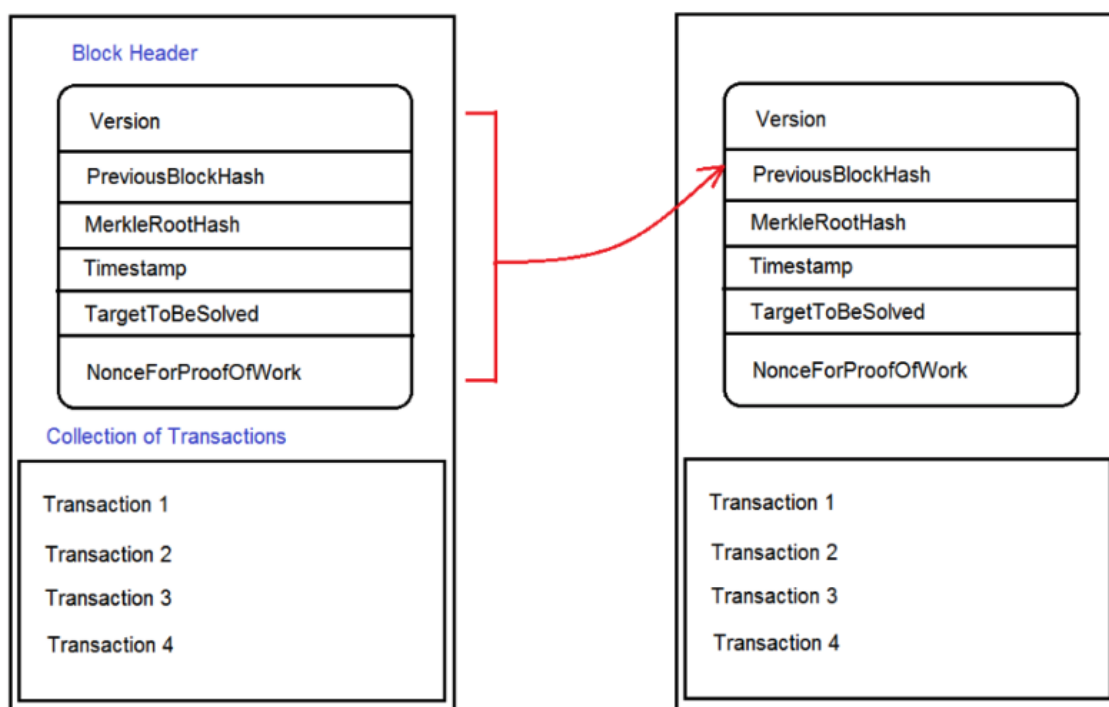 Block Header
Version
PreviousBlockHash
MerkleRootHash
Timestamp
TargetToBeSolved
NonceForProofOfWork
Collection of Transactions
Transaction 1
Transaction 2
Transaction 3
Transaction 4
Version
PreviousBlockHash
MerkleRootHash
Timestamp
TargetToBeSolved
NonceForProofOfWork
Transaction 1
Transaction 2
Transaction 3
Transaction 4